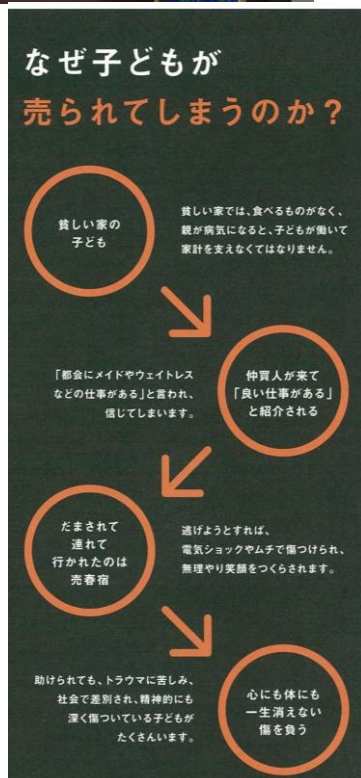 なぜ子どもが
売られてしまうのか？
貧しい家の
子ども
貧しい家では、食べるものがなく、
親が病気になると、子どもが働いて
家計を支えなくてはなりません。
仲買人が来て
「良い仕事がある」
と紹介される
「都会にメイドやウェイトレス
などの仕事がある」と言われ、
信じてしまいます。
だまされて
連れて
行かれたのは
売春宿
逃げようとすれば、
電気ショックやムチで傷つけられ、
無理やり笑顔をつくらされます。
心にも体にも
一生消えない
傷を負う
助けられても、トラウマに苦しみ、
社会で差別され、精神的にも
深く傷ついている子どもが
たくさんいます。